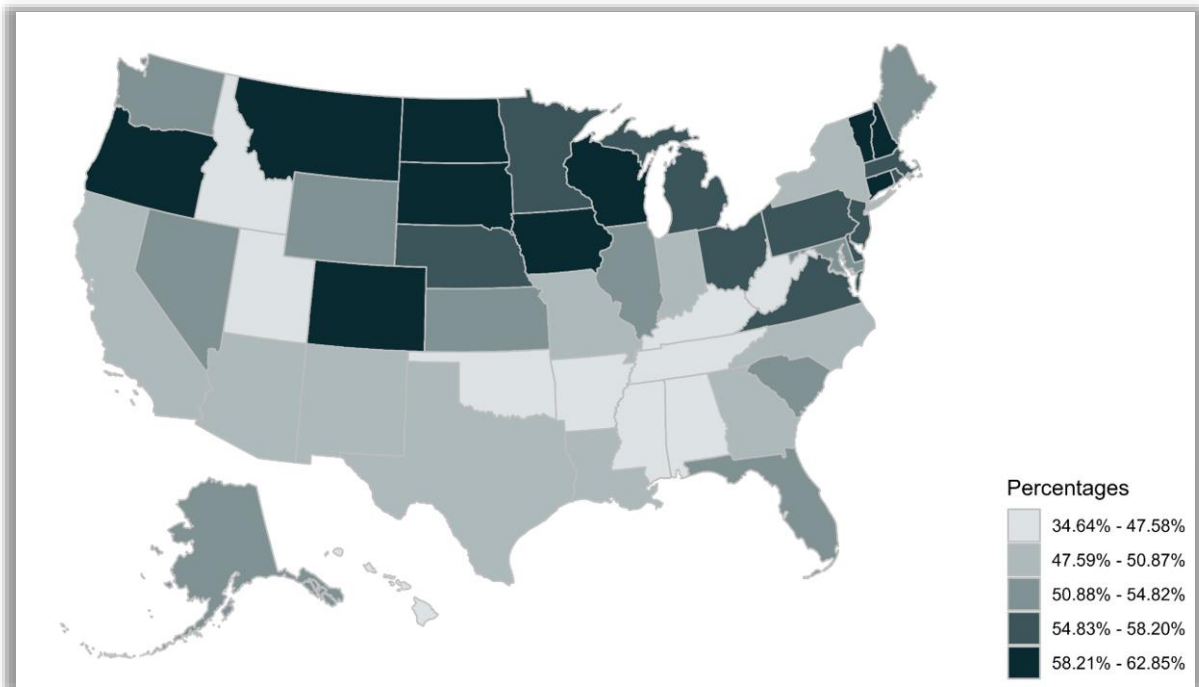 Percentages
34.64% - 47.58%
47.59% - 50.87%
50.88% - 54.82%
54.83% - 58.20%
58.21% - 62.85%